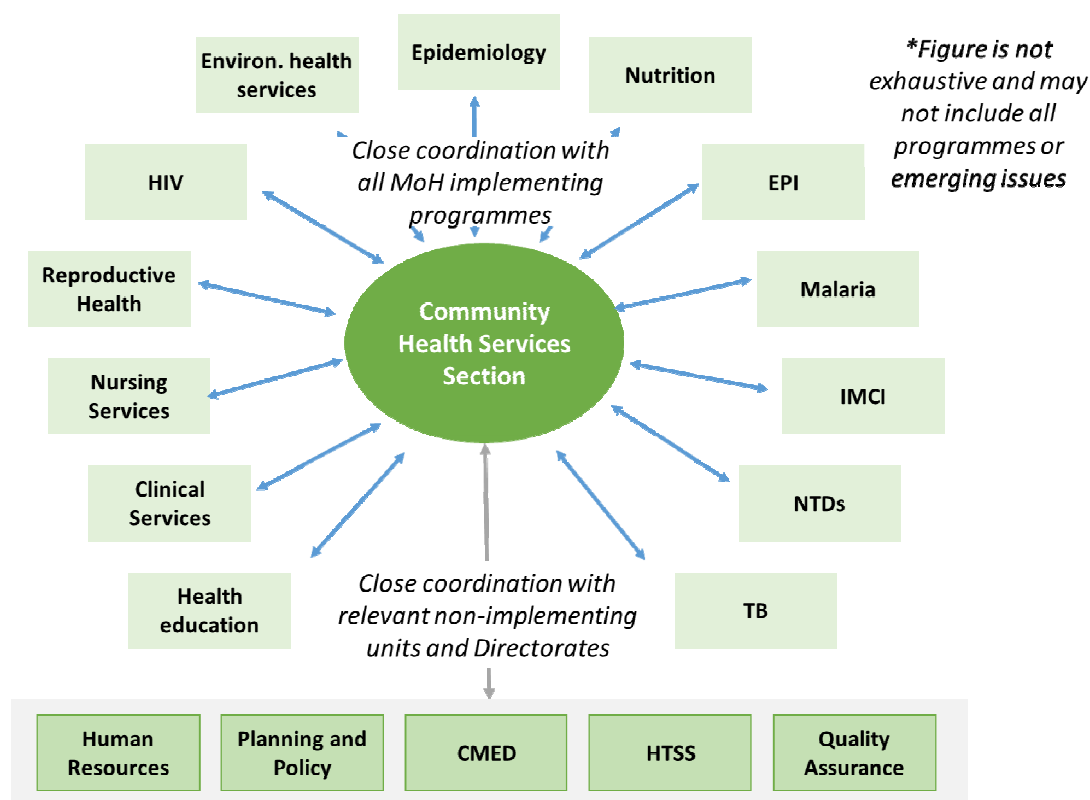 Environ. health
services
Epidemiology
Nutrition
*Figure is not
exhaustive and may
not include all
programmes or
emerging issues
Close coordination with
all MoH implementing
programmes
HIV
EPI
Reproductive
Health
Malaria
Community
Health Services
Section
Nursing
Services
IMCI
Clinical
Services
NTDs
Health
education
Close coordination with
relevant non-implementing
units and Directorates
TB
Human
Resources
Planning and
Policy
CMED
HTSS
Quality
Assurance